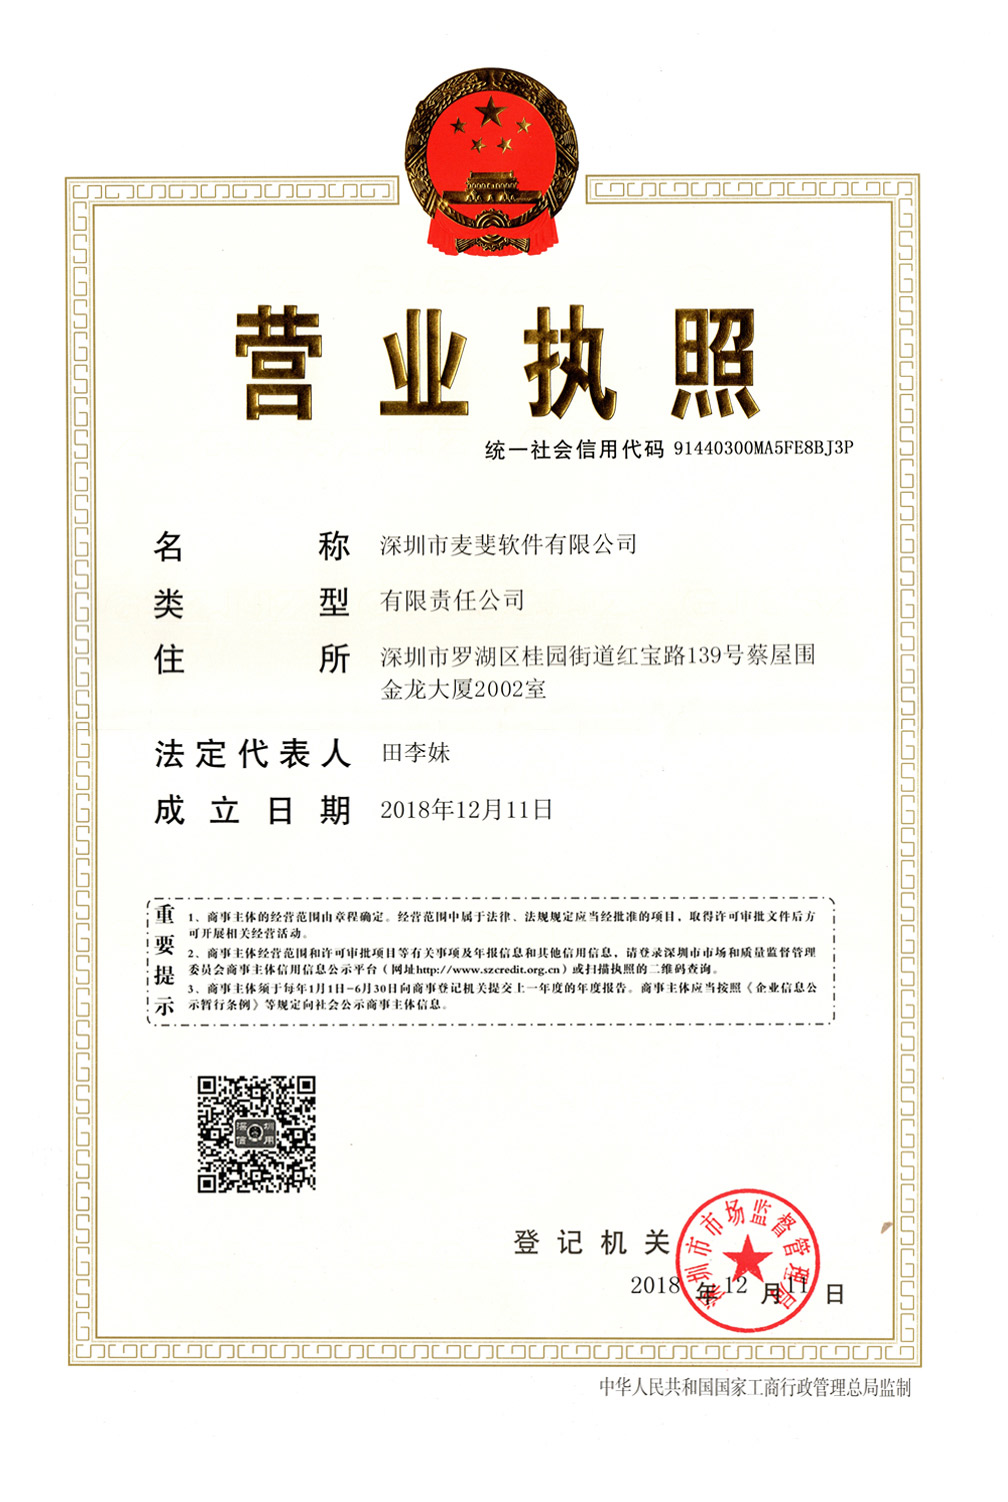 营业执照
统一社会信用代码 91440300MA5FE8BJ3P
名称 深圳市麦斐软件有限公司
类型 有限责任公司
住所 深圳市罗湖区桂园街道红宝路139号蔡屋围
金龙大厦2002室
法定代表人 田李妹
成立日期 2018年12月11日
重要提示
1、商事主体的经营范围由章程确定。经营范围中属于法律、法规规定应当经批准的项目，取得许可审批文件后方
可开展相关经营活动。
2、商事主体经营范围和许可审批项目等有关事项及年报信息和其他信用信息，请登录深圳市市场和质量监督管理
委员会商事主体信用信息公示平台（网址http://www.szcredit.org.cn）或扫描执照的二维码查询。
3、商事主体须于每年1月1日-6月30日向商事登记机关提交上一年度的年度报告。商事主体应当按照《企业信息公
示暂行条例》等规定向社会公示商事主体信息。
深圳
信用
登记机关
深圳市市场监督管理局
2018 年 12 月 11 日
中华人民共和国国家工商行政管理总局监制